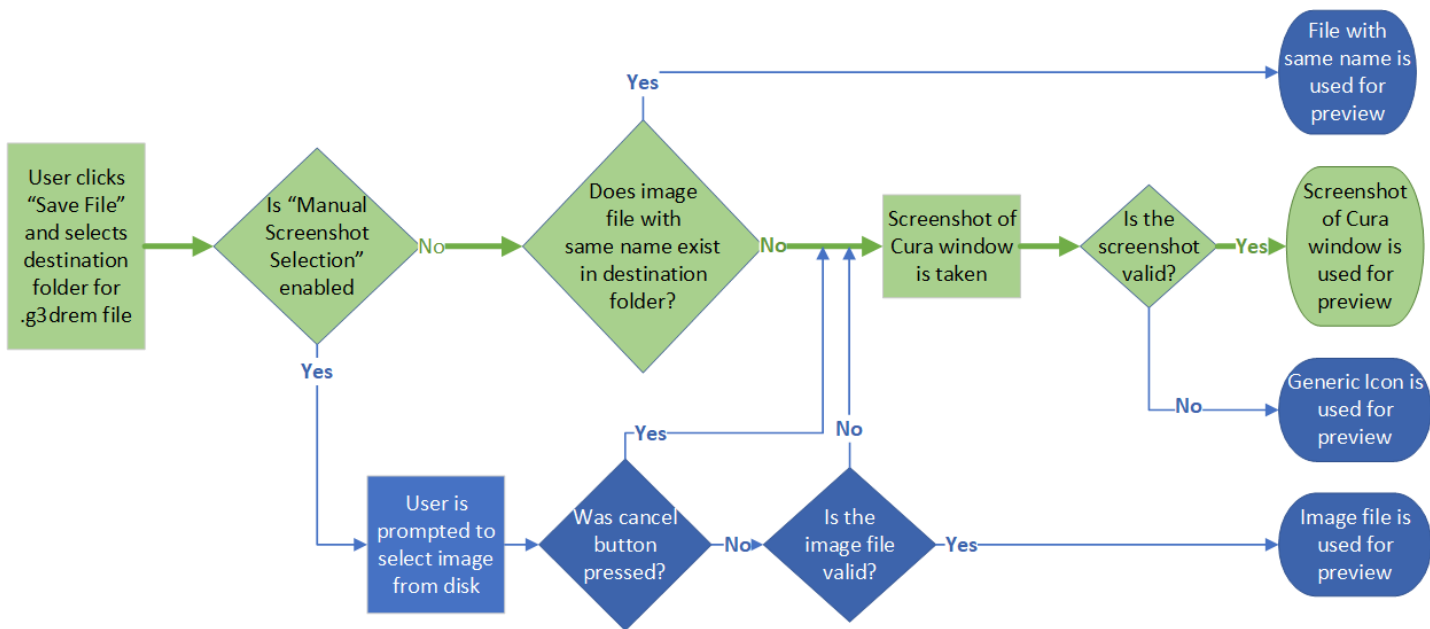 File with
same name is
used for
preview
Yes
User clicks
“Save File”
and selects
destination
folder for
.g3drem file
Is “Manual
Screenshot
Selection”
enabled
No
Does image
file with
same name exist
in destination
folder?
No
Screenshot of
Cura window
is taken
Is the
screenshot
valid?
Yes
Screenshot
of Cura
window is
used for
preview
Yes
Generic Icon is
used for
preview
No
Yes
No
User is
prompted to
select image
from disk
Was cancel
button
pressed?
No
Is the
image file
valid?
Yes
Image file is
used for
preview